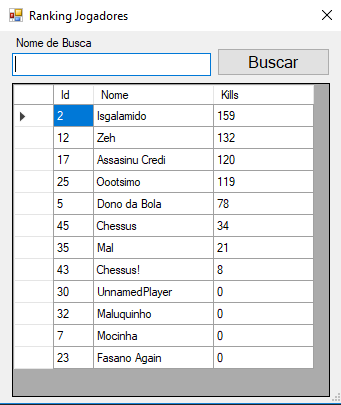 Ranking Jogadores
Nome de Busca
Buscar
Id Nome Kills
2 Isgalamido 159
12 Zeh 132
17 Assasinu Credi 120
25 Oootsimo 119
5 Dono da Bola 78
45 Chessus 34
35 Mal 21
43 Chessus! 8
30 UnnamedPlayer 0
32 Maluquinho 0
7 Mocinha 0
23 Fasano Again 0